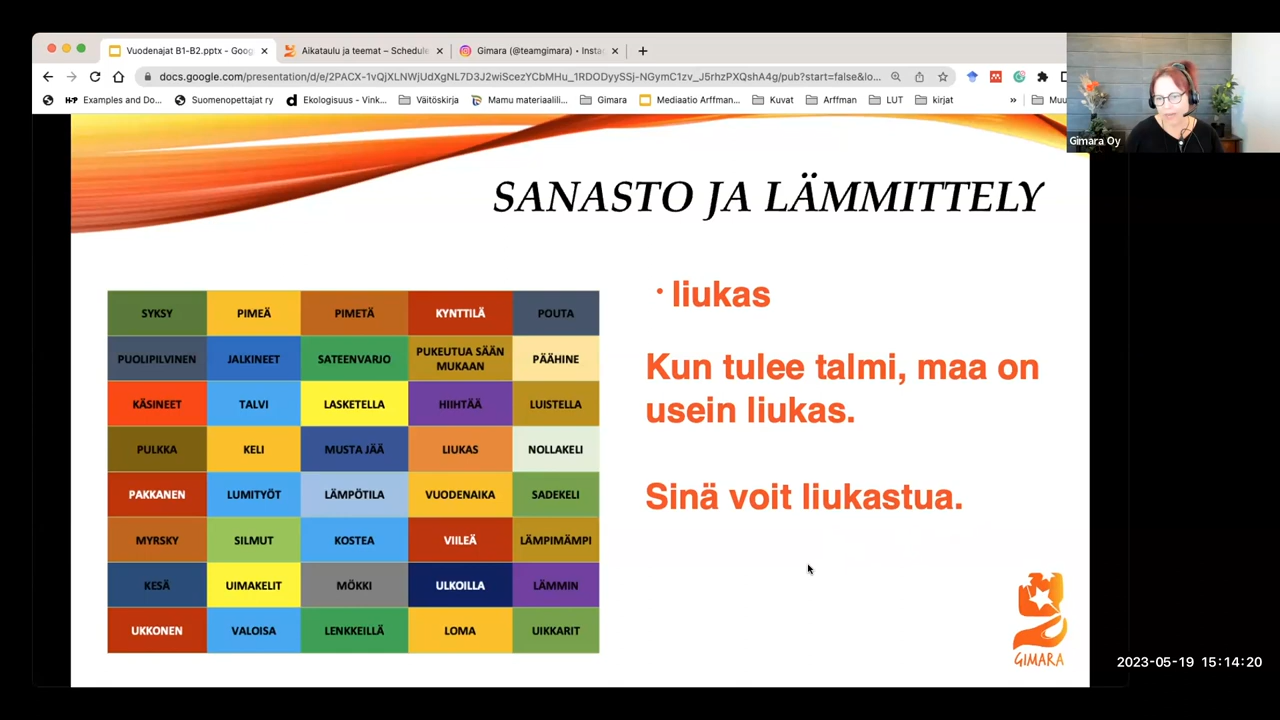 Vuodenajat B1-B2.pptx - Goog
Aikataulu ja teemat – Schedule
Gimara (@teamgimara) • Insta
docs.google.com/presentation/d/e/2PACX-1vQjXLNWjUdXgNL7D3J2wiScezYCbMHu_1RDODyySSj-NGymC1zv_J5rhzPXQshA4g/pub?start=false&lo...
Examples and Do... Suomenopettajat ry Ekologisuus - Vink... Väitöskirja Mamu materiaalili... Gimara Mediaatio Arffman... Kuvat Arffman LUT kirjat » Muu
Gimara Oy
SANASTO JA LÄMMITTELY
SYKSY PIMEÄ PIMETÄ KYNTTILÄ POUTA
PUOLIPILVINEN JALKINEET SATEENVARJO PUKEUTUA SÄÄN MUKAAN PÄÄHINE
KÄSINEET TALVI LASKETELLA HIIHTÄÄ LUISTELLA
PULKKA KELI MUSTA JÄÄ LIUKAS NOLLAKELI
PAKKANEN LUMITYÖT LÄMPÖTILA VUODENAIKA SADEKELI
MYRSKY SILMUT KOSTEA VIILEÄ LÄMPIMÄMPI
KESÄ UIMAKELIT MÖKKI ULKOILLA LÄMMIN
UKKONEN VALOISA LENKKEILLÄ LOMA UIKKARIT
• liukas
Kun tulee talmi, maa on
usein liukas.
Sinä voit liukastua.
GIMARA
2023-05-19 15:14:20